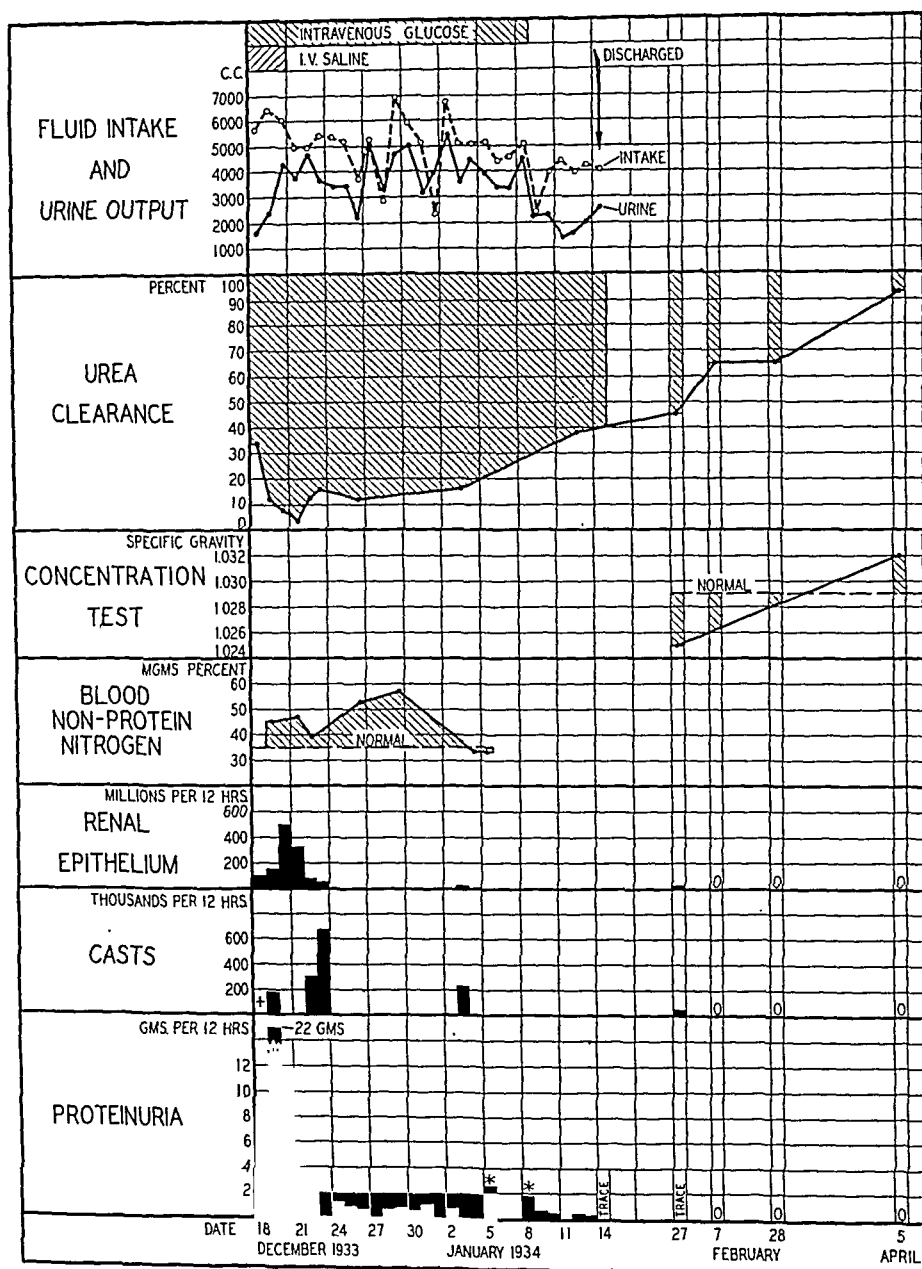 INTRAVENOUS GLUCOSE
I.V. SALINE
DISCHARGED
C.C.
7000
6000
5000
4000
3000
2000
1000
INTAKE
URINE
FLUID INTAKE
AND
URINE OUTPUT
PERCENT 100
90
80
70
60
50
40
30
20
10
0
UREA
CLEARANCE
SPECIFIC GRAVITY
1.032
1.030
1.028
1.026
1.024
CONCENTRATION
TEST
NORMAL
MGMS PERCENT
60
50
40
30
BLOOD
NON-PROTEIN
NITROGEN
NORMAL
MILLIONS PER 12 HRS.
600
400
200
RENAL
EPITHELIUM
0 0 0
THOUSANDS PER 12 HRS.
600
400
200
CASTS
+
0 0 0
GMS. PER 12 HRS
22 GMS
12
10
8
6
4
2
PROTEINURIA
* *
TRACE TRACE 0 0 0
DATE 18 21 24 27 30 2 5 8 11 14 27 7 28 5
DECEMBER 1933 JANUARY 1934 FEBRUARY APRIL